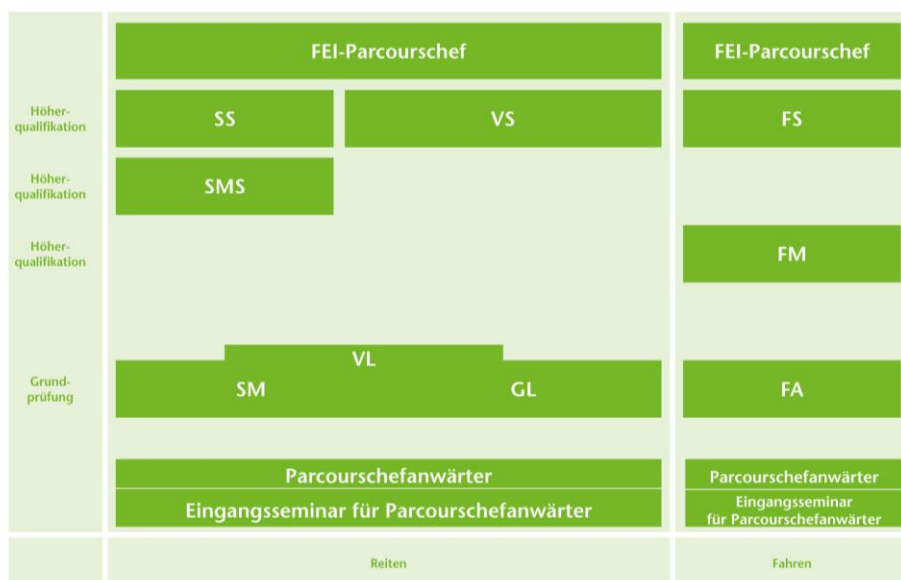 FEI-Parcourschef
FEI-Parcourschef
Höher-
qualifikation
SS
VS
FS
Höher-
qualifikation
SMS
Höher-
qualifikation
FM
VL
Grund-
prüfung
SM
GL
FA
Parcourschefanwärter
Parcourschefanwärter
Eingangsseminar für Parcourschefanwärter
Eingangsseminar
für Parcourschefanwärter
Reiten
Fahren